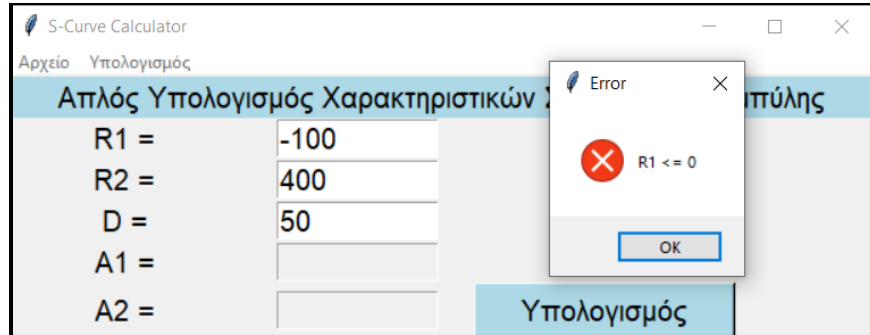 S-Curve Calculator
Αρχείο Υπολογισμός
Απλός Υπολογισμός Χαρακτηριστικών
Error
R1 <= 0
OK
R1 = -100
R2 = 400
D = 50
A1 =
A2 =
Υπολογισμός